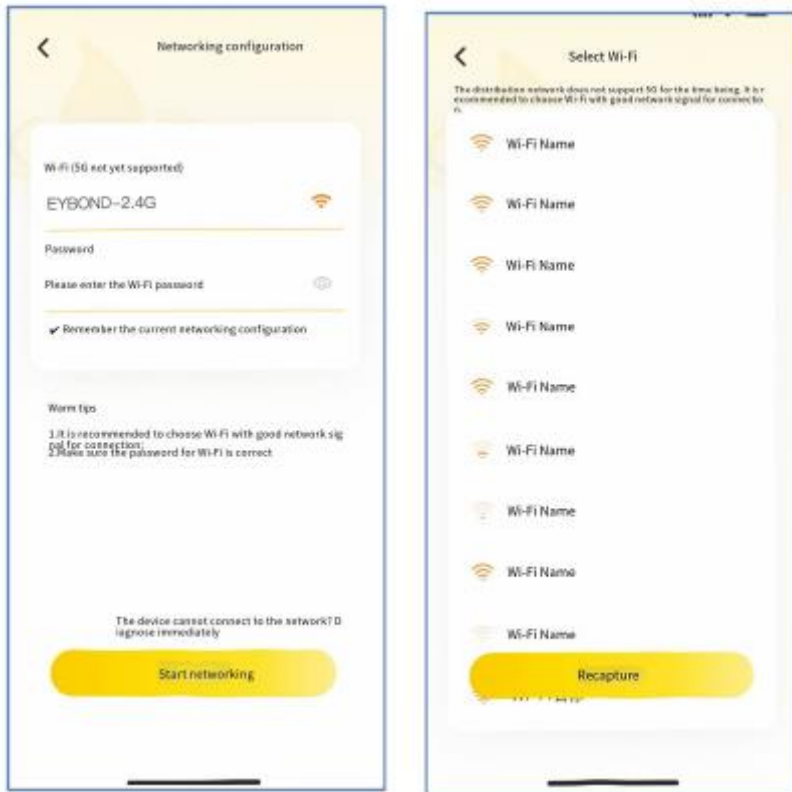 Networking configuration
Wi-Fi (5G not yet supported)
EYBOND-2.4G
Password
Please enter the Wi-Fi password
✔ Remember the current networking configuration
Warm tips
1.It is recommended to choose Wi-Fi with good network sig
nal for connection;
2.Make sure the password for Wi-Fi is correct
The device cannot connect to the network? D
iagnose immediately
Start networking
Select Wi-Fi
The distribution network does not support 5G for the time being. It is r
ecommended to choose Wi-Fi with good network signal for connectio
n.
Wi-Fi Name
Wi-Fi Name
Wi-Fi Name
Wi-Fi Name
Wi-Fi Name
Wi-Fi Name
Wi-Fi Name
Wi-Fi Name
Wi-Fi Name
Recapture